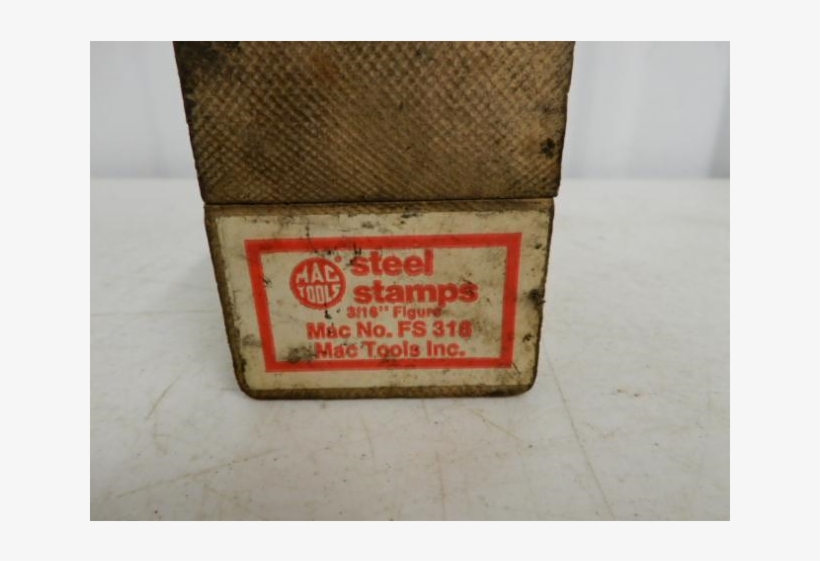 MAC
TOOLS
®
steel
stamps
3/16" Figure
Mac No. FS 316
Mac Tools Inc.